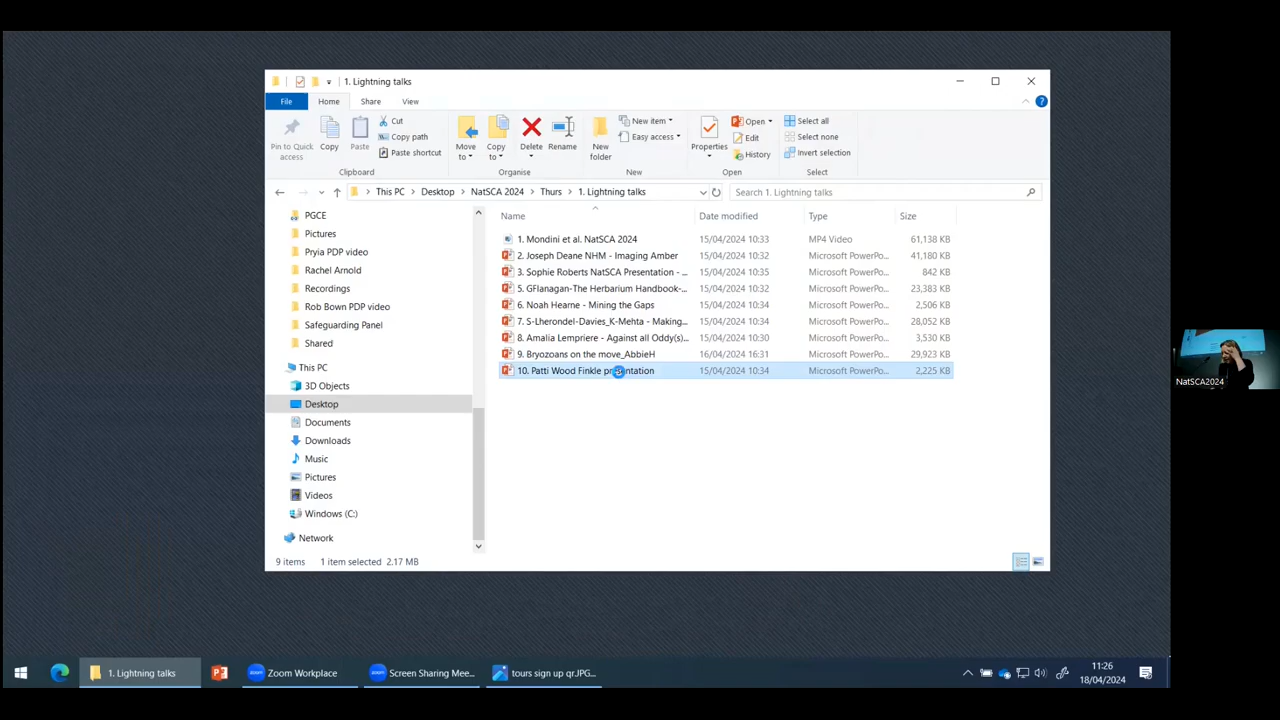 1. Lightning talks
File Home Share View
Pin to Quick access
Copy
Paste
Cut
Copy path
Paste shortcut
Clipboard
Move to
Copy to
Delete
Rename
Organise
New folder
New item
Easy access
New
Properties
Open
Edit
History
Open
Select all
Select none
Invert selection
Select
This PC > Desktop > NatSCA 2024 > Thurs > 1. Lightning talks
Search 1. Lightning talks
PGCE
Pictures
Pryia PDP video
Rachel Arnold
Recordings
Rob Bown PDP video
Safeguarding Panel
Shared
This PC
3D Objects
Desktop
Documents
Downloads
Music
Pictures
Videos
Windows (C:)
Network
Name Date modified Type Size
1. Mondini et al. NatSCA 2024 15/04/2024 10:33 MP4 Video 61,138 KB
2. Joseph Deane NHM - Imaging Amber 15/04/2024 10:32 Microsoft PowerPo... 41,180 KB
3. Sophie Roberts NatSCA Presentation - ... 15/04/2024 10:35 Microsoft PowerPo... 842 KB
5. GFlanagan-The Herbarium Handbook-... 15/04/2024 10:32 Microsoft PowerPo... 23,383 KB
6. Noah Hearne - Mining the Gaps 15/04/2024 10:34 Microsoft PowerPo... 2,506 KB
7. S-Lherondel-Davies_K-Mehta - Making... 15/04/2024 10:34 Microsoft PowerPo... 28,052 KB
8. Amalia Lempriere - Against all Oddy(s)... 15/04/2024 10:30 Microsoft PowerPo... 3,530 KB
9. Bryozoans on the move_AbbieH 16/04/2024 16:31 Microsoft PowerPo... 29,923 KB
10. Patti Wood Finkle presentation 15/04/2024 10:34 Microsoft PowerPo... 2,225 KB
9 items 1 item selected 2.17 MB
NatSCA2024
1. Lightning talks
Zoom Workplace
Screen Sharing Mee...
tours sign up qr.JPG...
11:26
18/04/2024